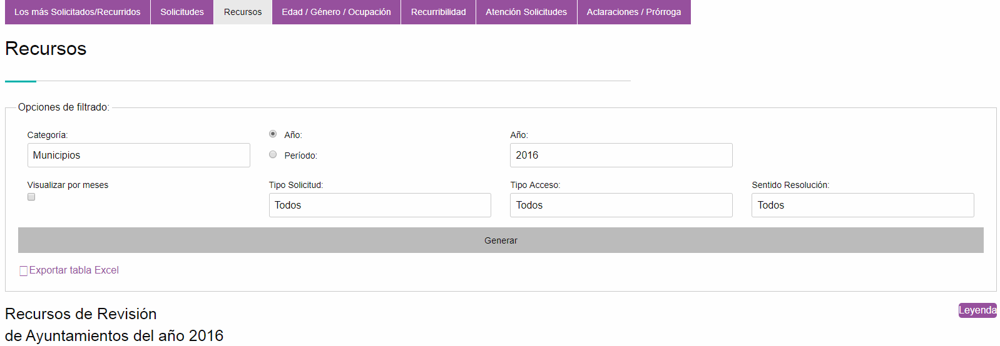 Los más Solicitados/Recurridos Solicitudes Recursos Edad / Género / Ocupación Recurribilidad Atención Solicitudes Aclaraciones / Prórroga
Recursos
Opciones de filtrado:
Categoría: Año: Año:
Municipios Período: 2016
Visualizar por meses Tipo Solicitud: Tipo Acceso: Sentido Resolución:
Todos Todos Todos
Generar
Exportar tabla Excel
Recursos de Revisión Leyenda
de Ayuntamientos del año 2016